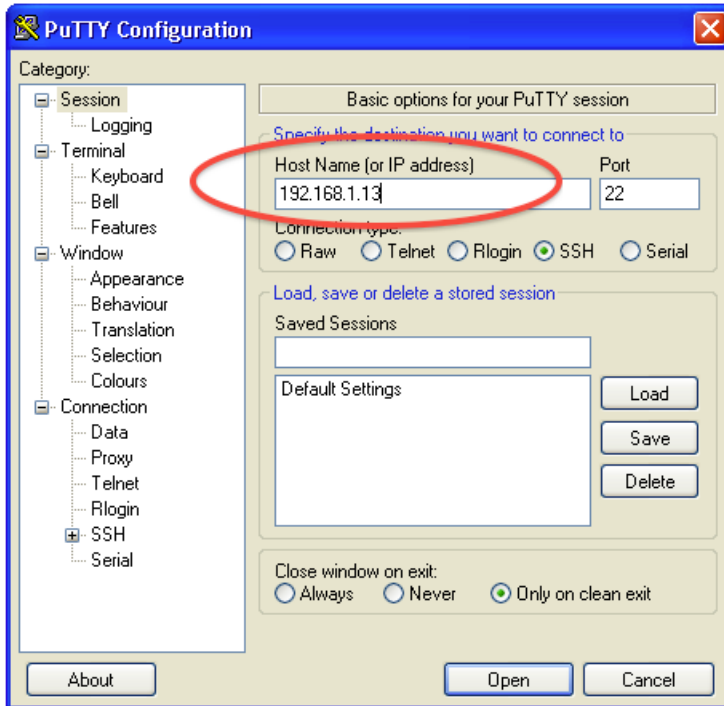 PuTTY Configuration
Category:
Session
Logging
Terminal
Keyboard
Bell
Features
Window
Appearance
Behaviour
Translation
Selection
Colours
Connection
Data
Proxy
Telnet
Rlogin
SSH
Serial
Basic options for your PuTTY session
Specify the destination you want to connect to
Host Name (or IP address) Port
192.168.1.13 22
Connection type:
Raw Telnet Rlogin SSH Serial
Load, save or delete a stored session
Saved Sessions
Default Settings
Load
Save
Delete
Close window on exit:
Always Never Only on clean exit
About Open Cancel